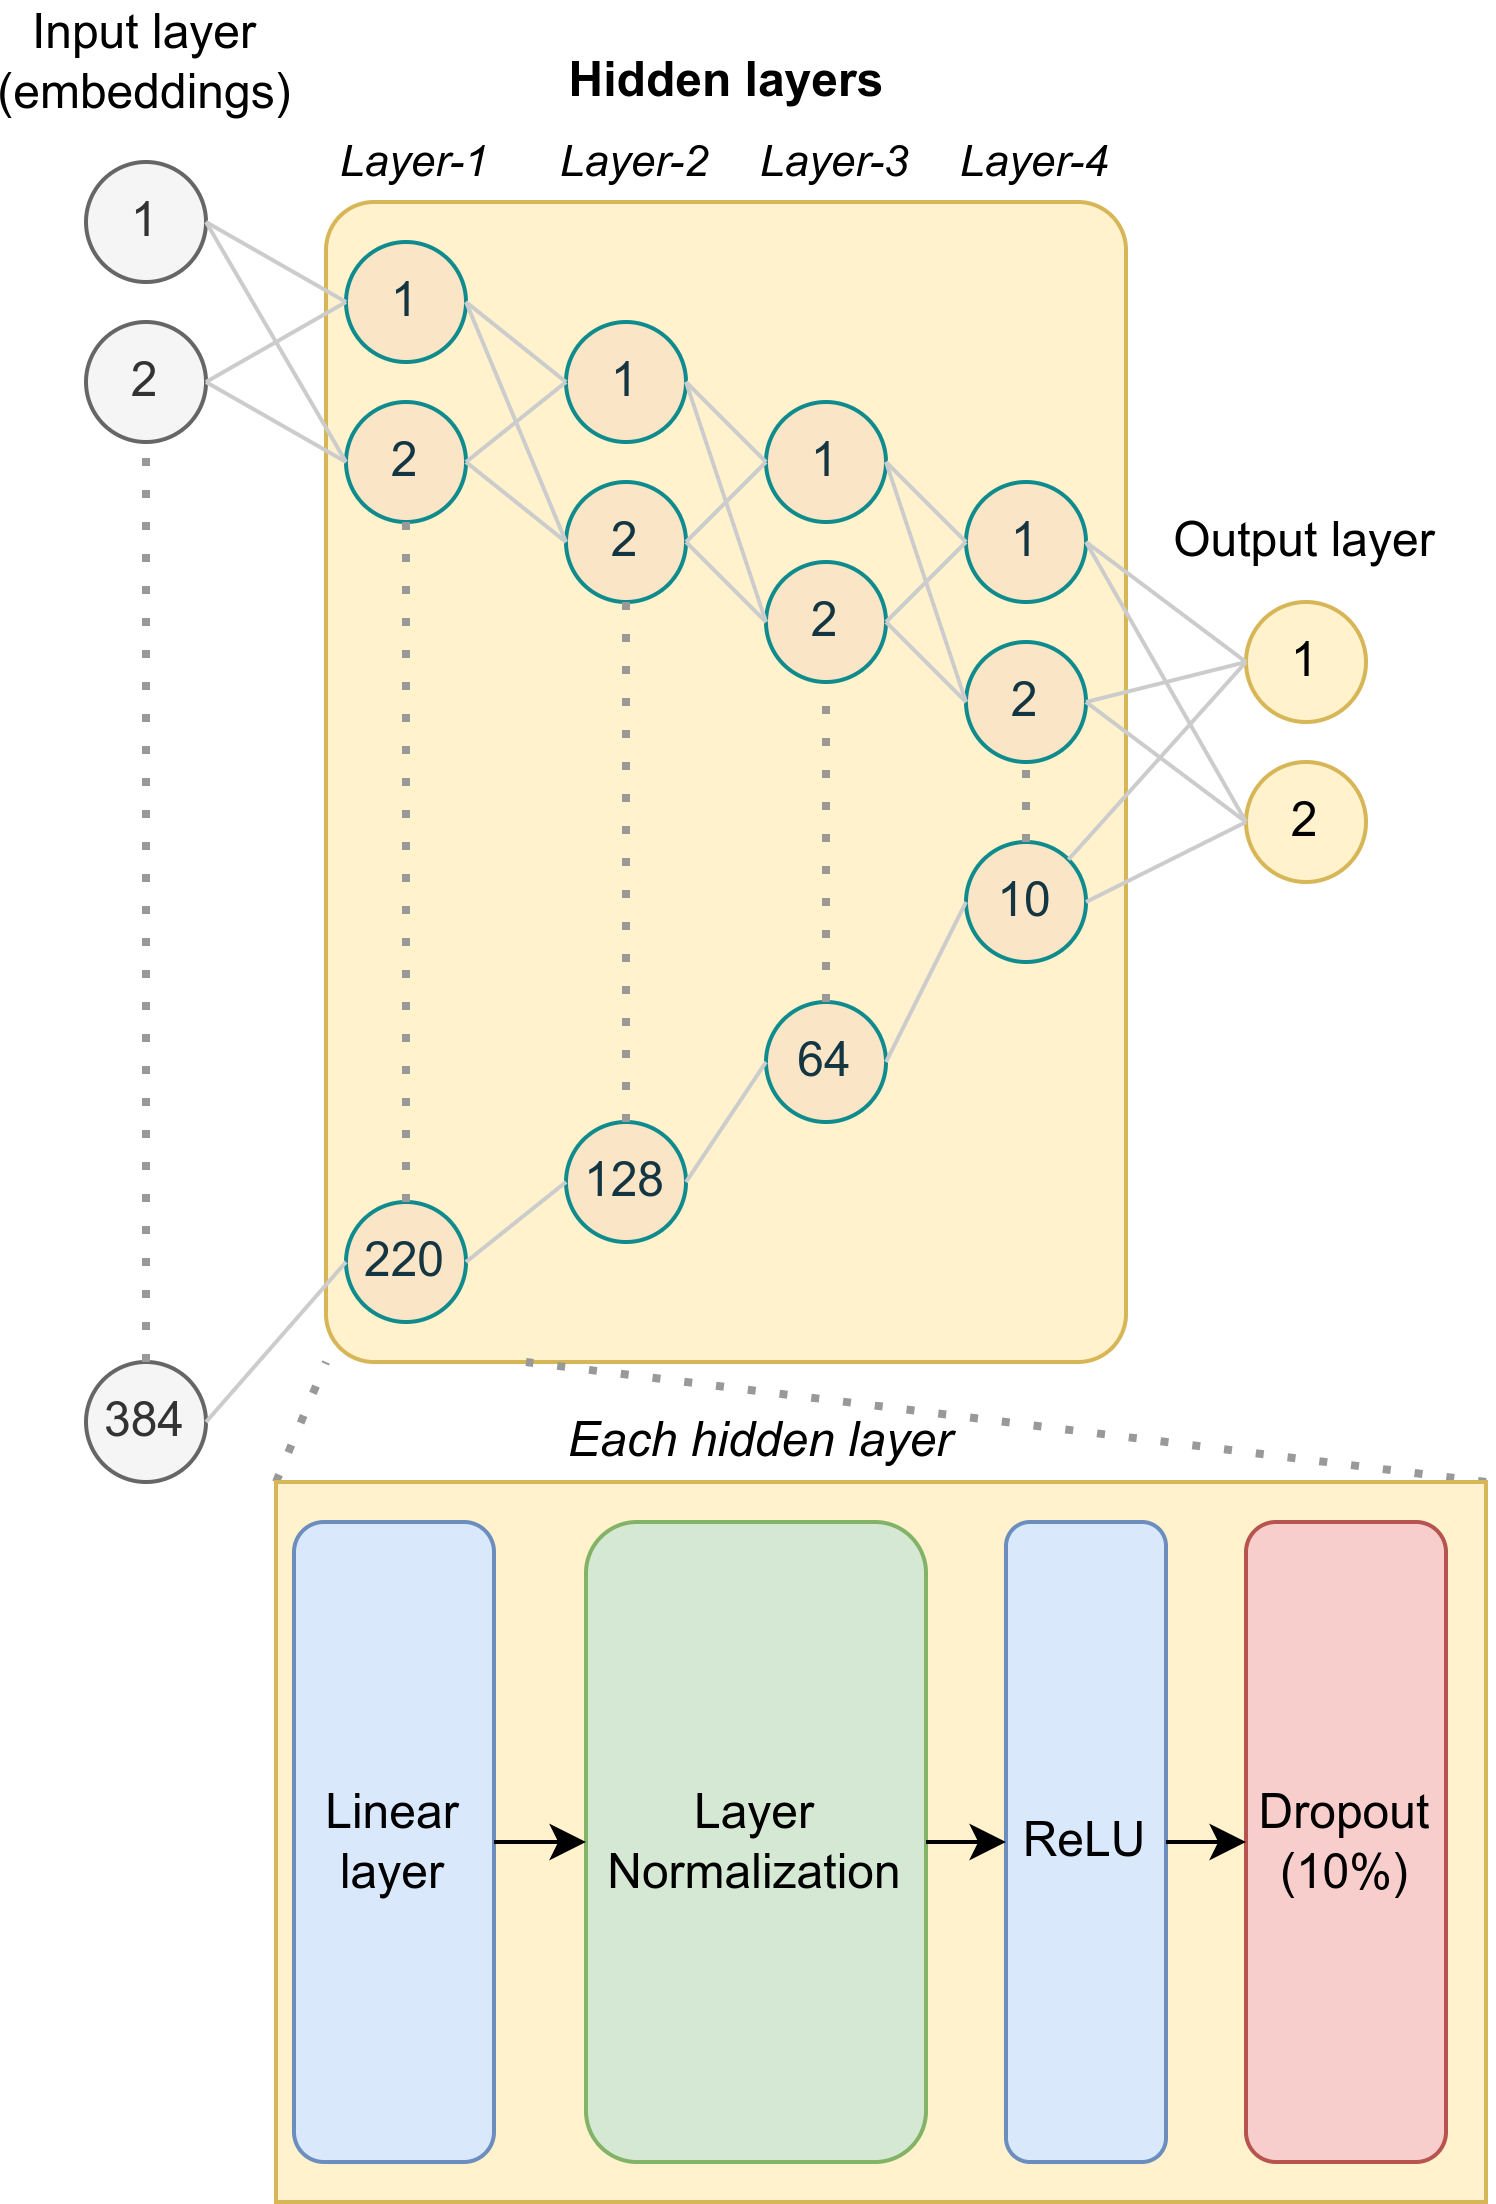 Input layer
(embeddings)
Hidden layers
Layer-1
Layer-2
Layer-3
Layer-4
1
2
384
1
2
220
1
2
128
1
2
64
1
2
10
Output layer
1
2
Each hidden layer
Linear
layer
Layer
Normalization
ReLU
Dropout
(10%)